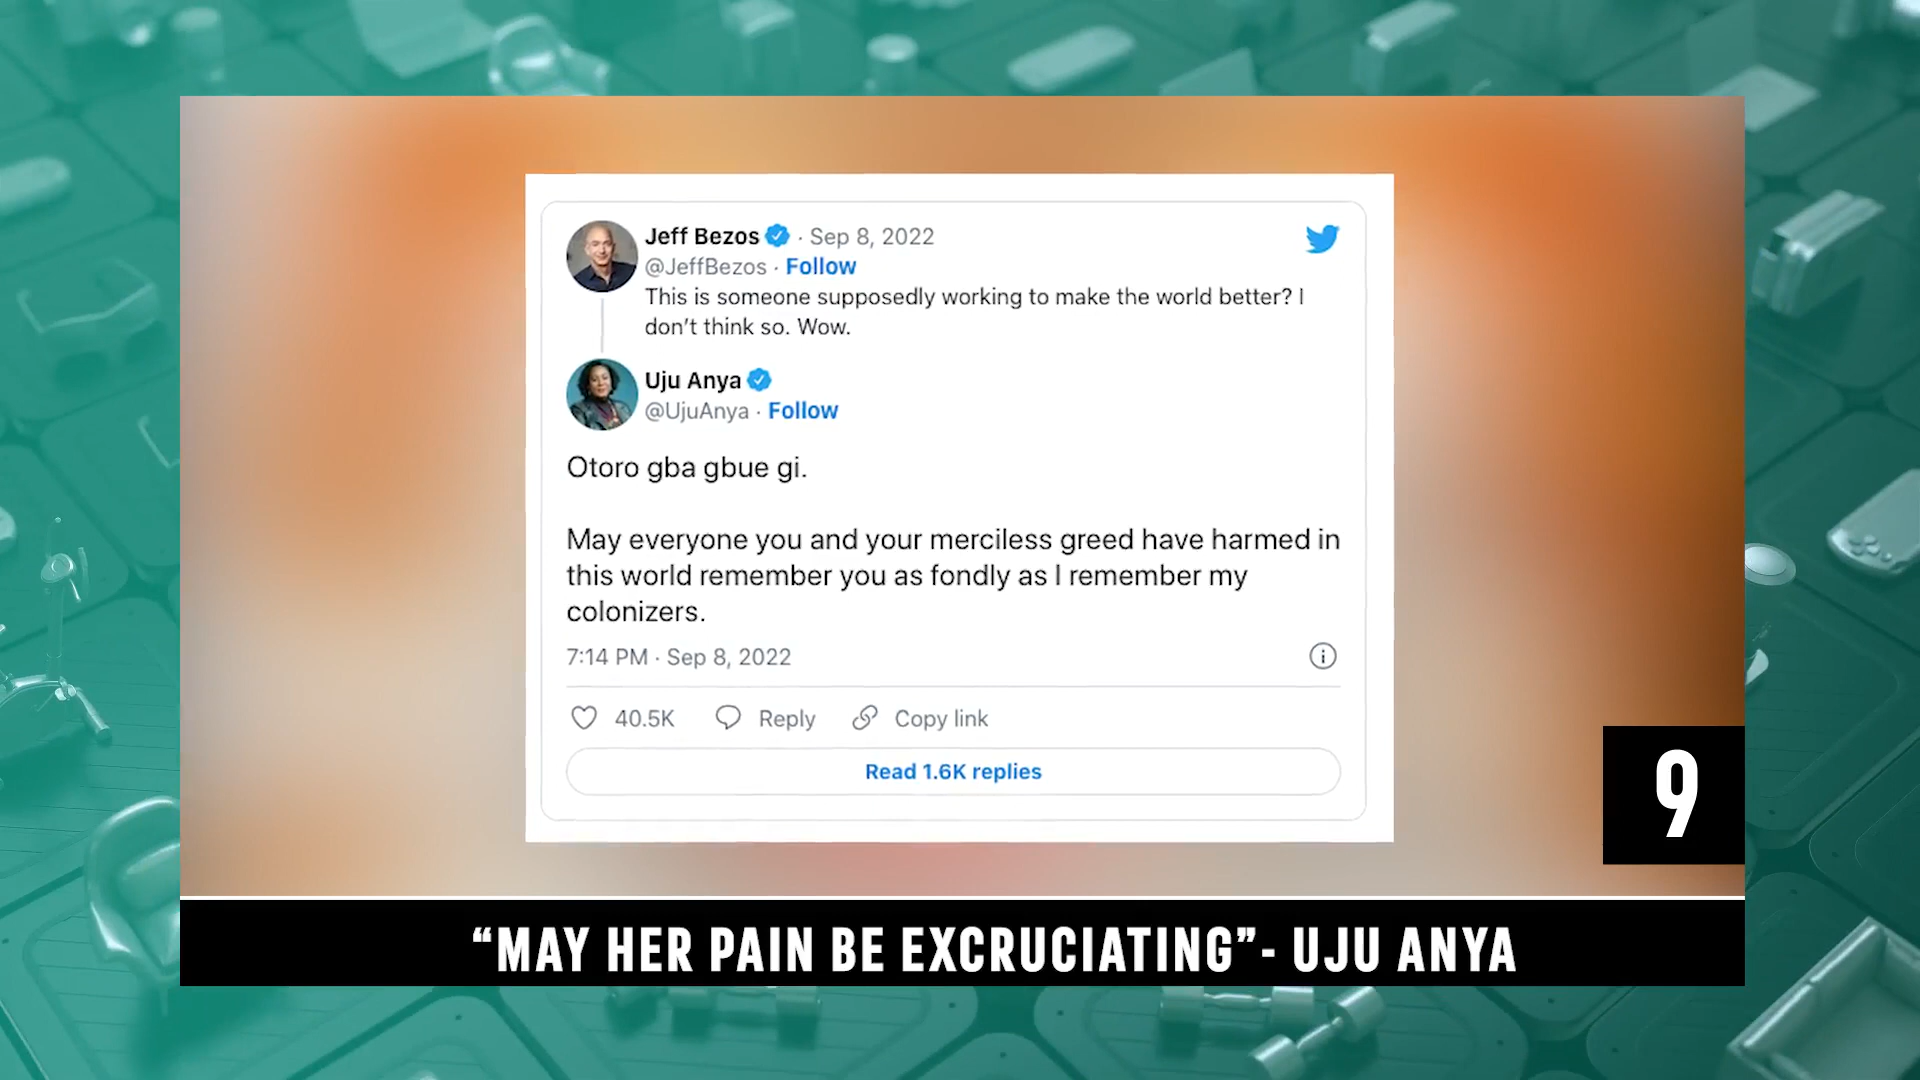 Jeff Bezos · Sep 8, 2022
@JeffBezos · Follow
This is someone supposedly working to make the world better? I
don’t think so. Wow.
Uju Anya
@UjuAnya · Follow
Otoro gba gbue gi.
May everyone you and your merciless greed have harmed in
this world remember you as fondly as I remember my
colonizers.
7:14 PM · Sep 8, 2022
40.5K Reply Copy link
Read 1.6K replies
9
“MAY HER PAIN BE EXCRUCIATING”- UJU ANYA